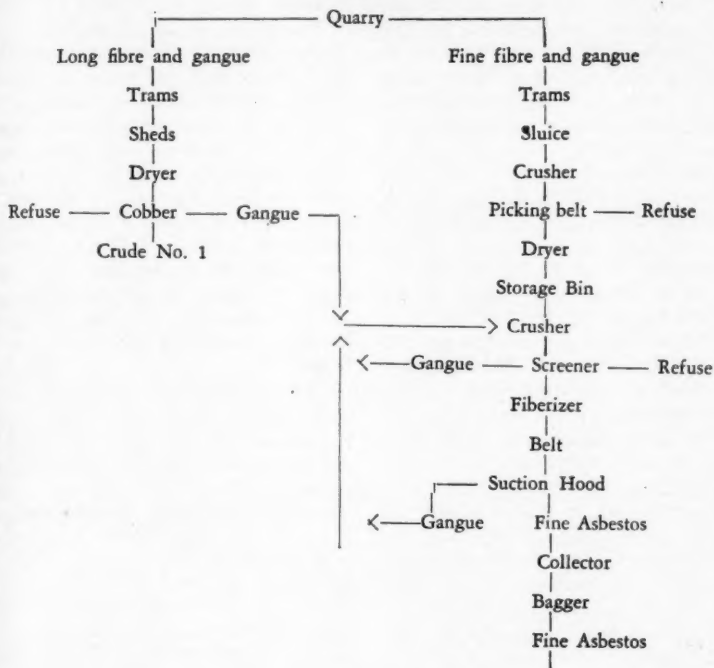 Quarry
Long fibre and gangue Fine fibre and gangue
Trams Trams
Sheds Sluice
Dryer Crusher
Refuse Cobber Gangue Picking belt Refuse
Crude No. 1 Dryer
Storage Bin
Crusher
Gangue Screener Refuse
Fiberizer
Belt
Suction Hood
Gangue Fine Asbestos
Collector
Bagger
Fine Asbestos